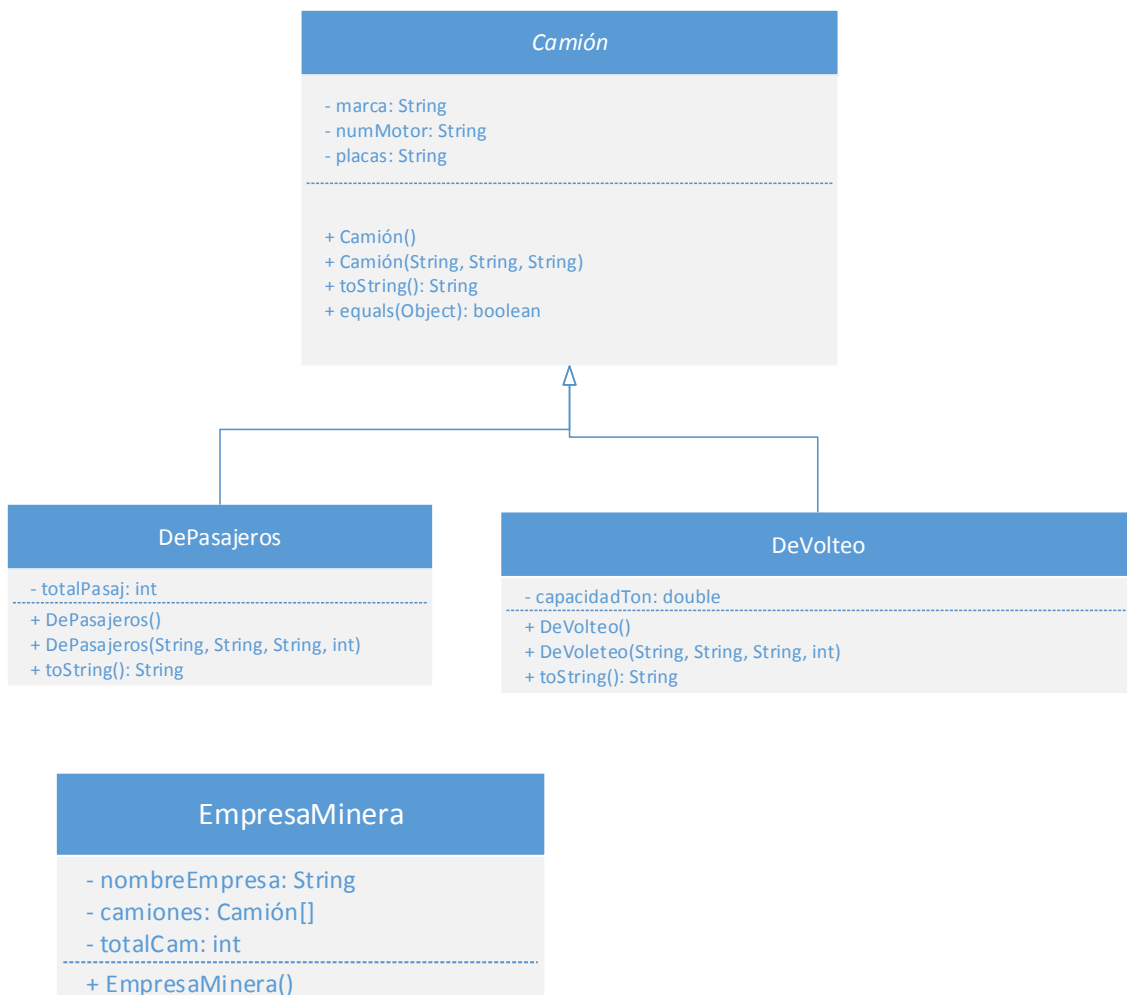 Camión
- marca: String
- numMotor: String
- placas: String
+ Camión()
+ Camión(String, String, String)
+ toString(): String
+ equals(Object): boolean
DePasajeros
- totalPasaj: int
+ DePasajeros()
+ DePasajeros(String, String, String, int)
+ toString(): String
DeVolteo
- capacidadTon: double
+ DeVolteo()
+ DeVoleteo(String, String, String, int)
+ toString(): String
EmpresaMinera
- nombreEmpresa: String
- camiones: Camión[]
- totalCam: int
+ EmpresaMinera()